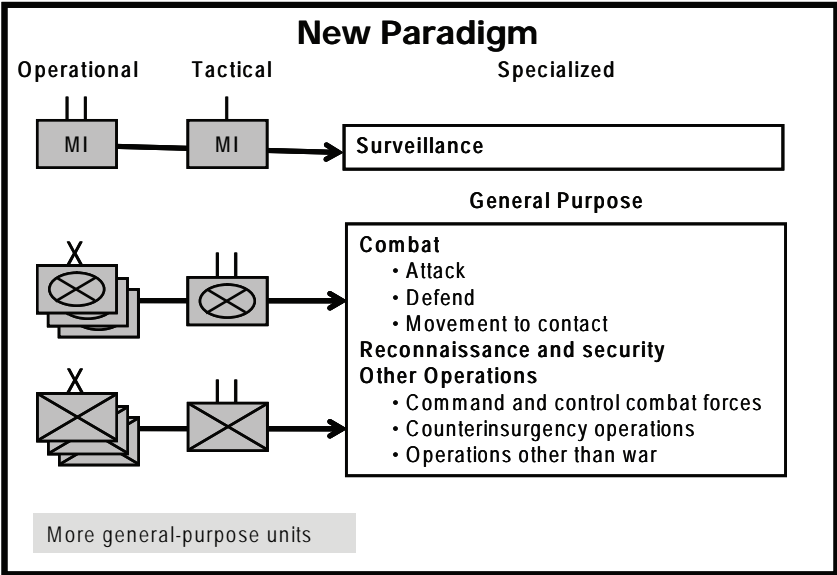 New Paradigm
Operational Tactical Specialized
MI MI Surveillance
General Purpose
Combat
• Attack
• Defend
• Movement to contact
Reconnaissance and security
Other Operations
• Command and control combat forces
• Counterinsurgency operations
• Operations other than war
More general-purpose units